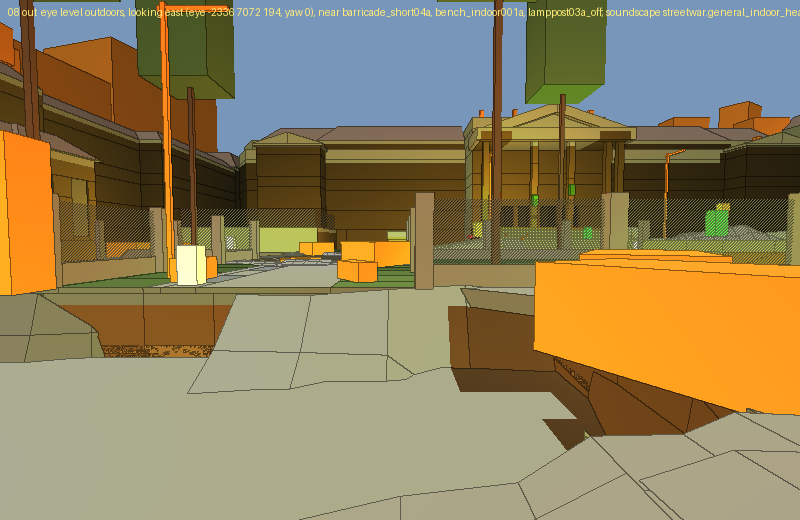 08 out eye level outdoors, looking east (eye -2336 7072 194, yaw 0), near barricade_short04a, bench_indoor001a, lamppost03a_off, soundscape streetwar.general_indoor_hea